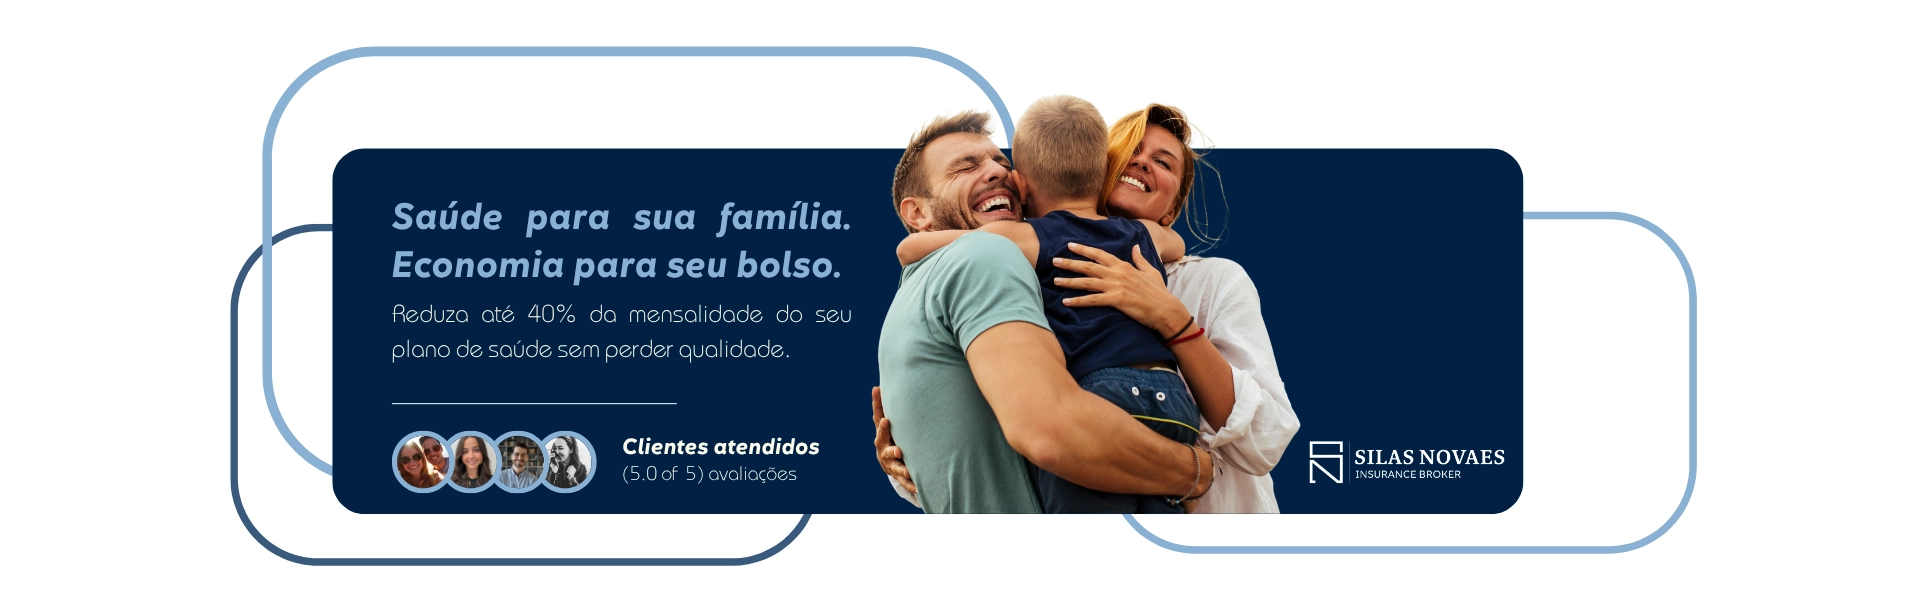 Saúde para sua família.
Economia para seu bolso.
Reduza até 40% da mensalidade do seu
plano de saúde sem perder qualidade.
Clientes atendidos
(5.0 of 5) avaliações
SILAS NOVAES
INSURANCE BROKER